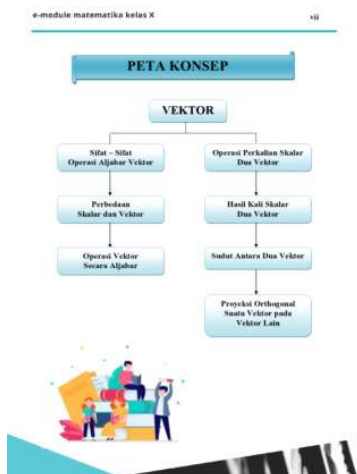 e-module matematika kelas X
vii
PETA KONSEP
VEKTOR
Sifat – Sifat
Operasi Aljabar Vektor
Perbedaan
Skalar dan Vektor
Operasi Vektor
Secara Aljabar
Operasi Perkalian Skalar
Dua Vektor
Hasil Kali Skalar
Dua Vektor
Sudut Antara Dua Vektor
Proyeksi Orthogonal
Suatu Vektor pada
Vektor Lain